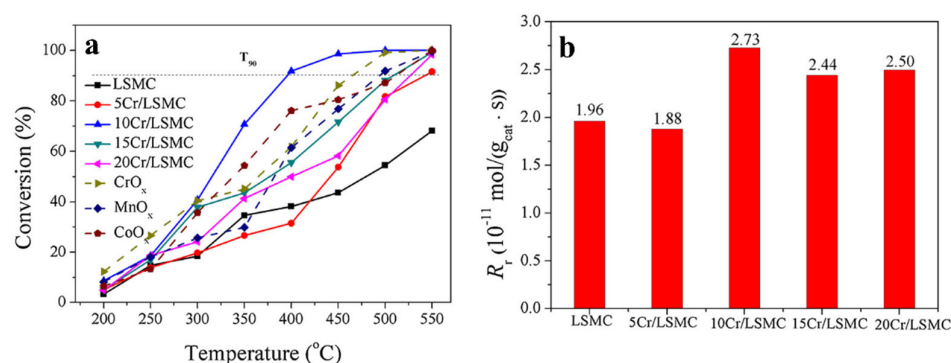 a
T90
LSMC
5Cr/LSMC
10Cr/LSMC
15Cr/LSMC
20Cr/LSMC
CrOx
MnOx
CoOx
Conversion (%)
100
80
60
40
20
0
200 250 300 350 400 450 500 550
Temperature (°C)
b
Rr (10-11 mol/(gcat · s))
3.0
2.5
2.0
1.5
1.0
0.5
0.0
1.96
1.88
2.73
2.44
2.50
LSMC 5Cr/LSMC 10Cr/LSMC 15Cr/LSMC 20Cr/LSMC